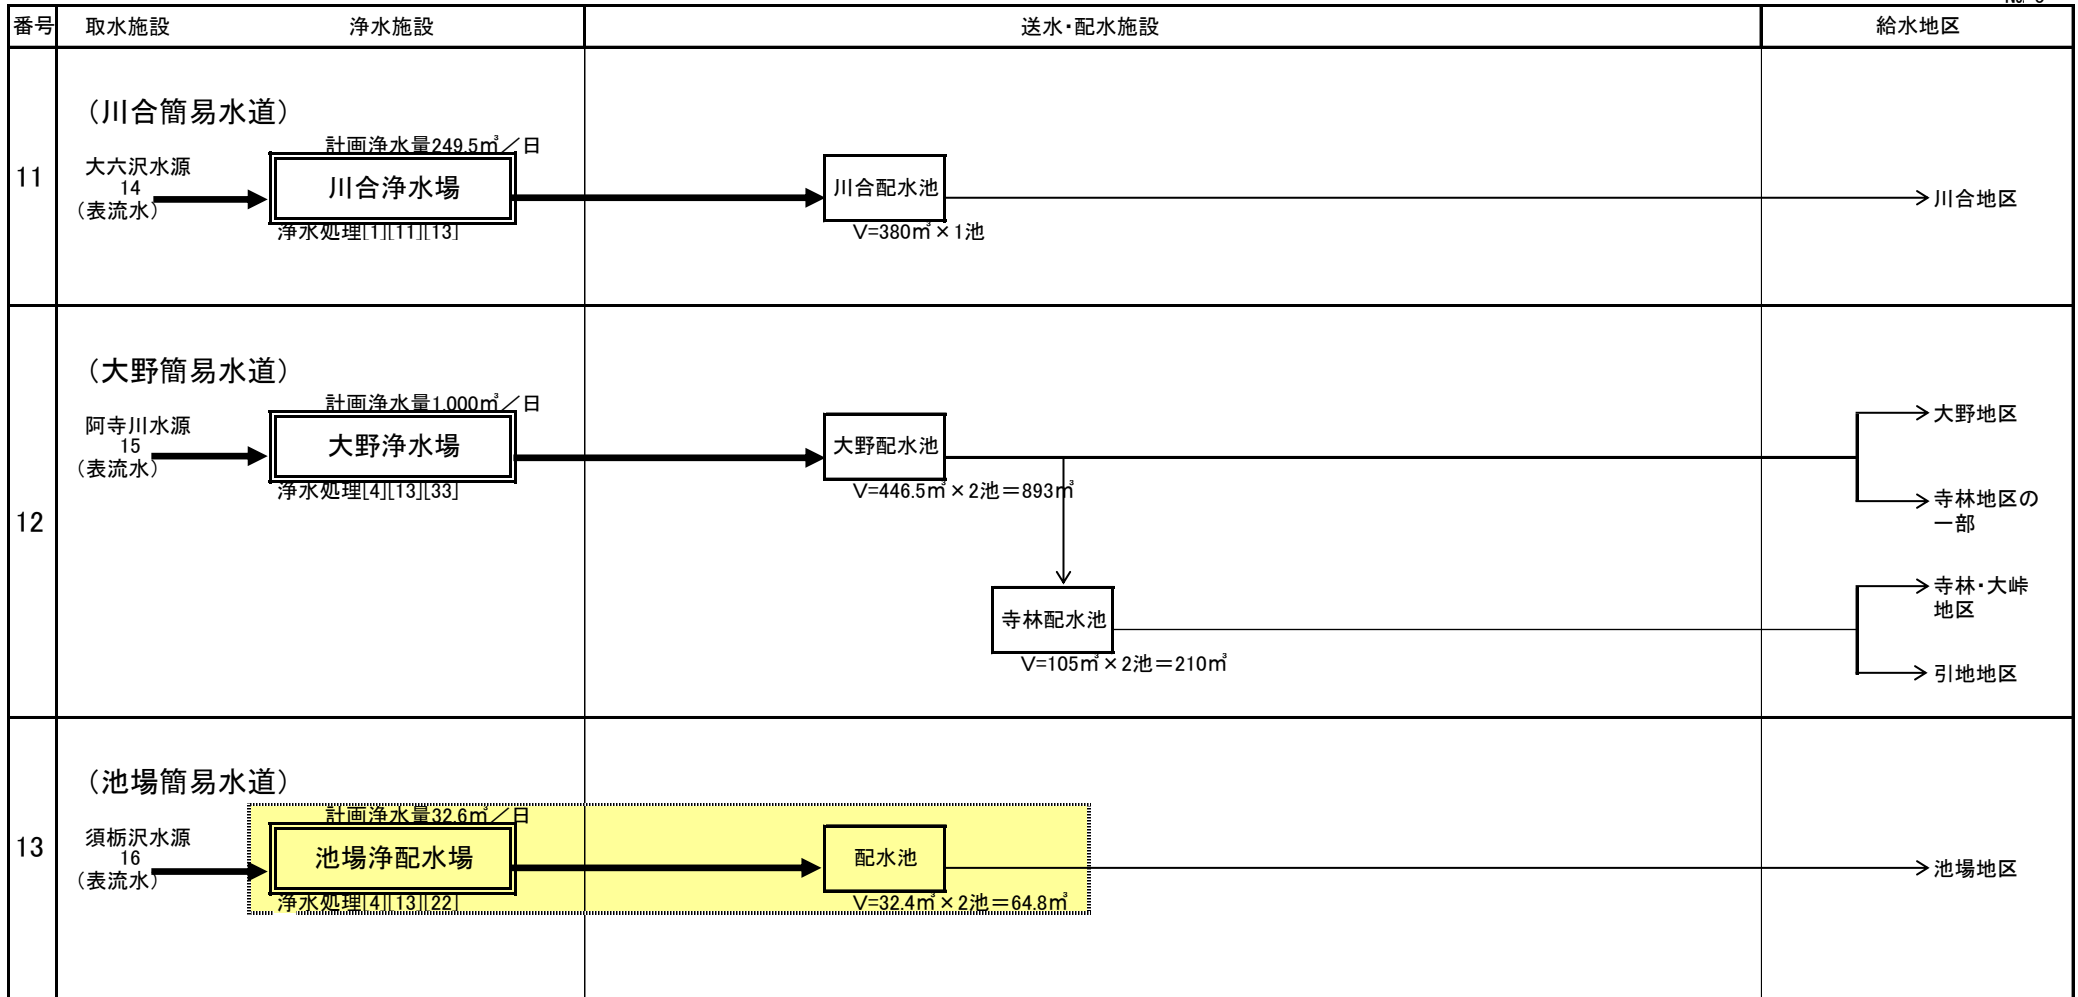 番号 取水施設 浄水施設 送水・配水施設 給水地区
11
（川合簡易水道）
計画浄水量249.5㎥／日
大六沢水源
14
（表流水）
川合浄水場
浄水処理[1][11][13]
川合配水池
V=380㎥×1池
川合地区
12
（大野簡易水道）
計画浄水量1,000㎥／日
阿寺川水源
15
（表流水）
大野浄水場
浄水処理[4][13][33]
大野配水池
V=446.5㎥×2池＝893㎥
大野地区
寺林地区の
一部
寺林配水池
V=105㎥×2池＝210㎥
寺林・大峠
地区
引地地区
13
（池場簡易水道）
計画浄水量32.6㎥／日
須栃沢水源
16
（表流水）
池場浄配水場
浄水処理[4][13][22]
配水池
V=32.4㎥×2池＝64.8㎥
池場地区